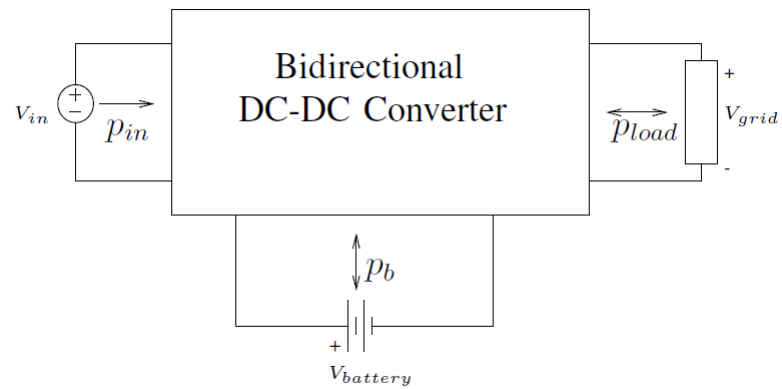 Bidirectional
DC-DC Converter
+
−
V_in
p_in
p_load
+
V_grid
-
p_b
+
V_battery